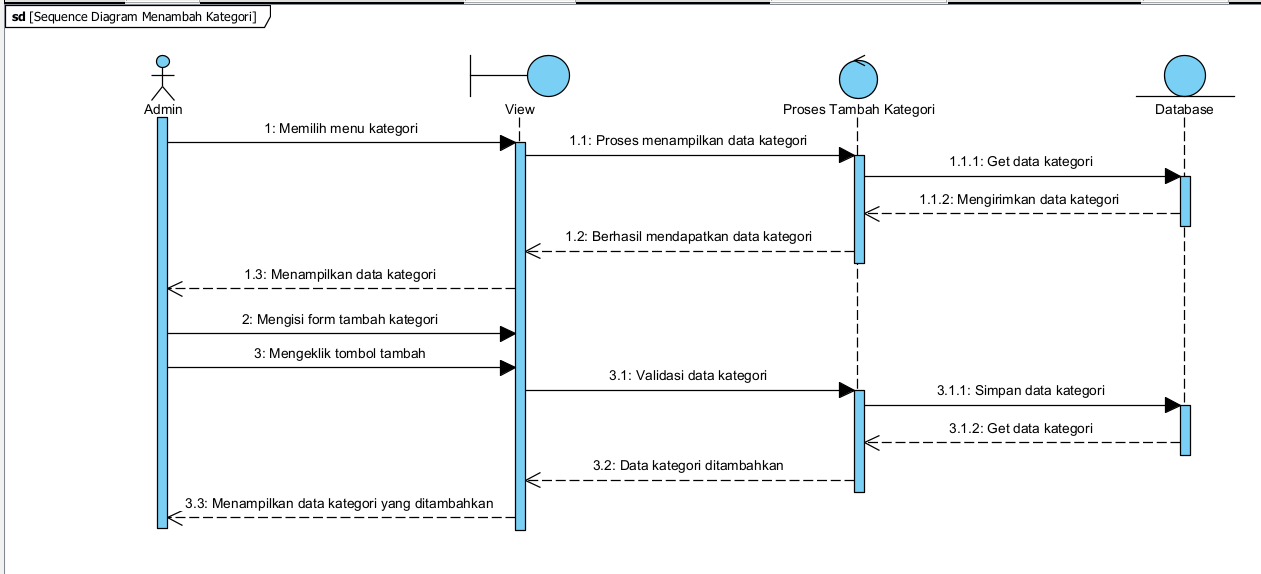 sd [Sequence Diagram Menambah Kategori]
Admin
View
Proses Tambah Kategori
Database
1: Memilih menu kategori
1.1: Proses menampilkan data kategori
1.1.1: Get data kategori
1.1.2: Mengirimkan data kategori
1.2: Berhasil mendapatkan data kategori
1.3: Menampilkan data kategori
2: Mengisi form tambah kategori
3: Mengeklik tombol tambah
3.1: Validasi data kategori
3.1.1: Simpan data kategori
3.1.2: Get data kategori
3.2: Data kategori ditambahkan
3.3: Menampilkan data kategori yang ditambahkan